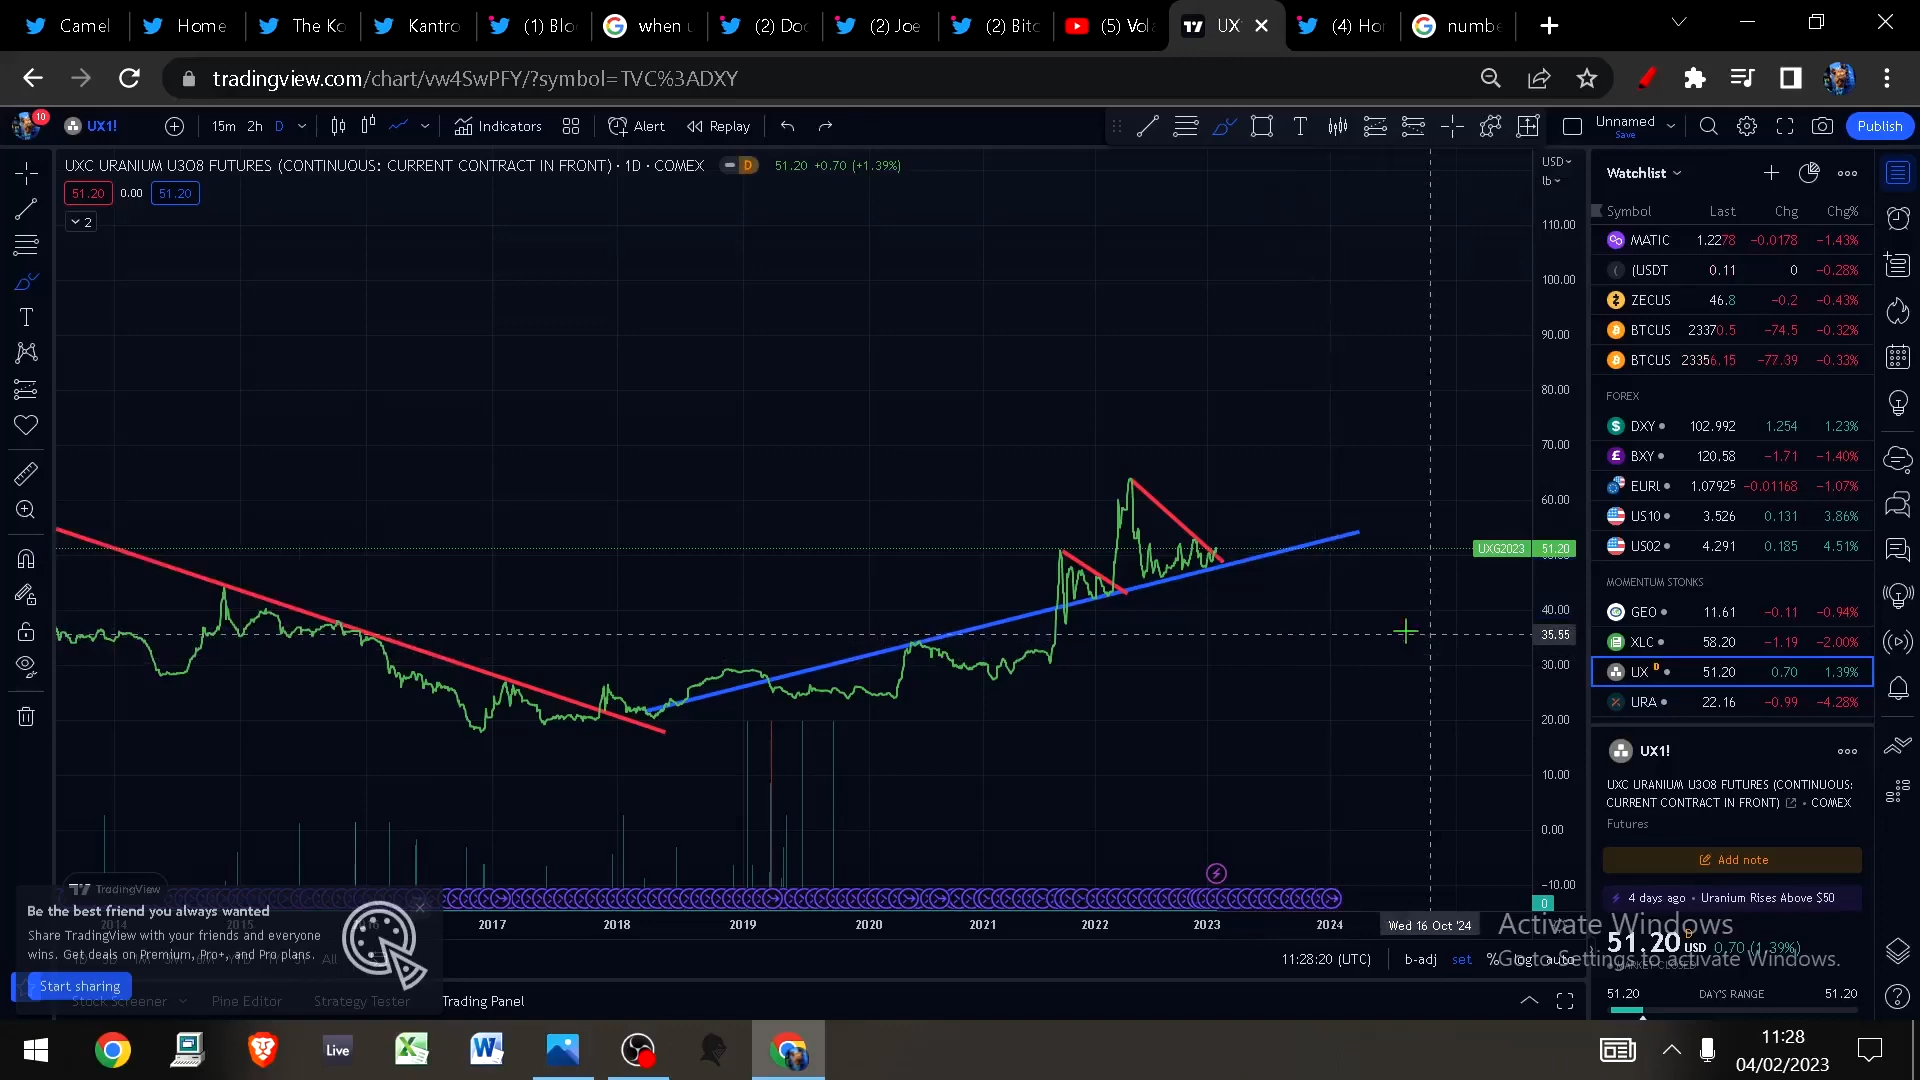 Camel
Home
The Ko
Kantro
(1) Blo
when u
(2) Doc
(2) Joe
(2) Bitc
(5) Vola
UX
(4) Hor
numbe
tradingview.com/chart/vw4SwPFY/?symbol=TVC%3ADXY
10
UX1!
15m 2h D
Indicators
Alert
Replay
Unnamed
Save
Publish
UXC URANIUM U3O8 FUTURES (CONTINUOUS: CURRENT CONTRACT IN FRONT) · 1D · COMEX
D
51.20 +0.70 (+1.39%)
51.20 0.00 51.20
2
USD
lb
110.00
100.00
90.00
80.00
70.00
60.00
UXG2023 51.20
40.00
35.55
30.00
20.00
10.00
0.00
-10.00
0
2017 2018 2019 2020 2021 2022 2023 2024 Wed 16 Oct '24
TradingView
Be the best friend you always wanted
Share TradingView with your friends and everyone
wins. Get deals on Premium, Pro+, and Pro plans.
Start sharing
11:28:20 (UTC) b-adj set % log auto
Stock Screener Pine Editor Strategy Tester Trading Panel
Watchlist
Symbol Last Chg Chg%
MATIC 1.2278 −0.0178 −1.43%
(USDT 0.11 0 −0.28%
ZECUS 46.8 −0.2 −0.43%
BTCUS 23370.5 −74.5 −0.32%
BTCUS 23356.15 −77.39 −0.33%
FOREX
DXY 102.992 1.254 1.23%
BXY 120.58 −1.71 −1.40%
EURI 1.07925 −0.01168 −1.07%
US10 3.526 0.131 3.86%
US02 4.291 0.185 4.51%
MOMENTUM STONKS
GEO 11.61 −0.11 −0.94%
XLC 58.20 −1.19 −2.00%
UX D 51.20 0.70 1.39%
URA 22.16 −0.99 −4.28%
UX1!
UXC URANIUM U3O8 FUTURES (CONTINUOUS:
CURRENT CONTRACT IN FRONT) • COMEX
Futures
Add note
4 days ago • Uranium Rises Above $50
51.20 D USD 0.70 (1.39%)
MARKET CLOSED
51.20 DAY'S RANGE 51.20
Activate Windows
Go to Settings to activate Windows.
Live
11:28
04/02/2023